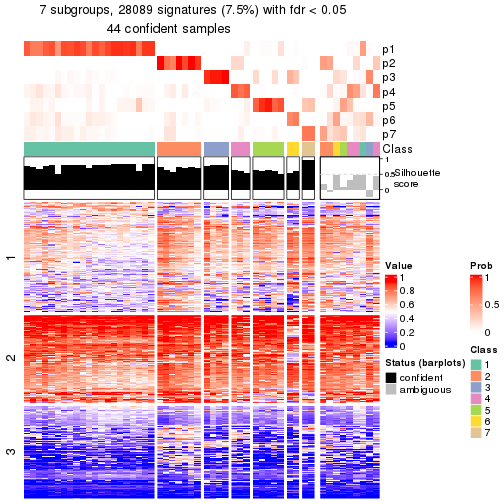 7 subgroups, 28089 signatures (7.5%) with fdr < 0.05
44 confident samples
p1
p2
p3
p4
p5
p6
p7
Class
1
0.5
0
Silhouette
score
1
2
3
Value
1
0.8
0.6
0.4
0.2
0
Status (barplots)
confident
ambiguous
Prob
1
0.5
0
Class
1
2
3
4
5
6
7